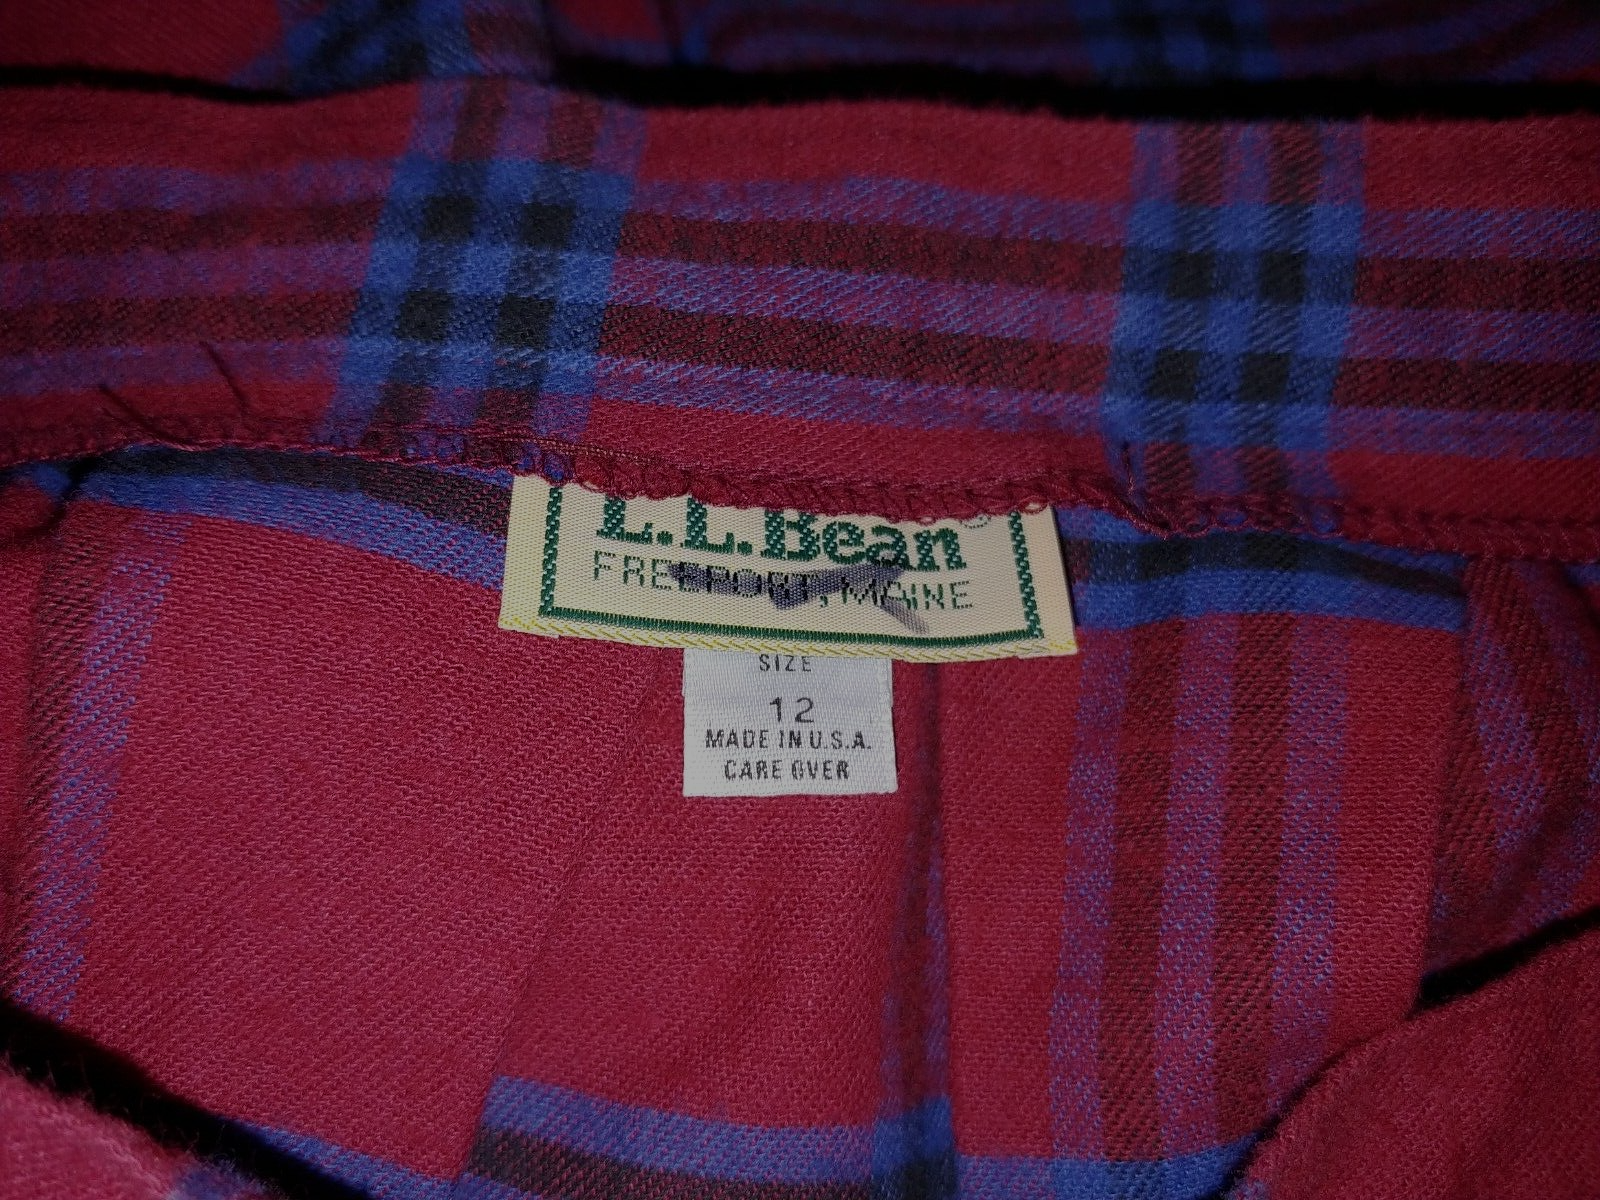 L.L.Bean®
FREEPORT, MAINE
SIZE
12
MADE IN U.S.A.
CARE OVER